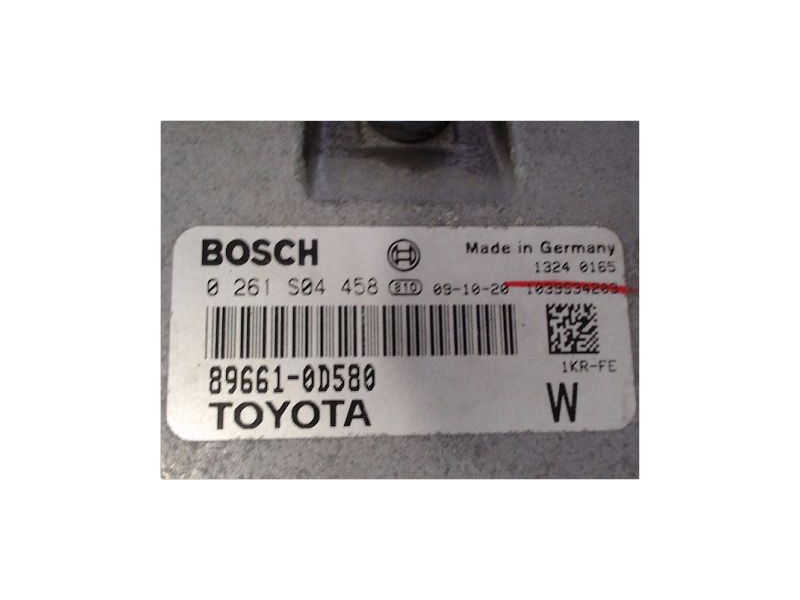 BOSCH
Made in Germany
1324 0165
0 261 S04 458 810 09-10-20
89661-0D580
1KR-FE
TOYOTA
W